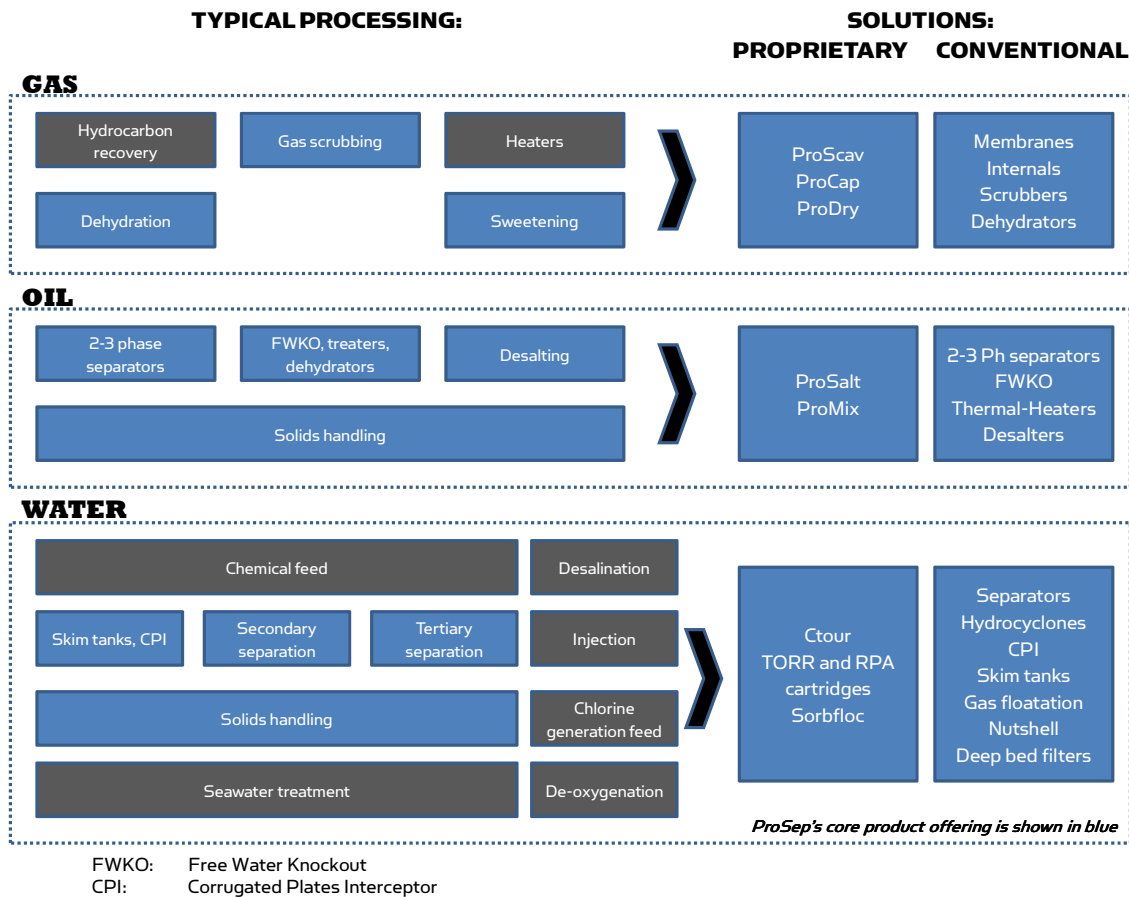 TYPICAL PROCESSING:
SOLUTIONS:
PROPRIETARY
CONVENTIONAL
GAS
Hydrocarbon
recovery
Gas scrubbing
Heaters
Dehydration
Sweetening
ProScav
ProCap
ProDry
Membranes
Internals
Scrubbers
Dehydrators
OIL
2-3 phase
separators
FWKO, treaters,
dehydrators
Desalting
Solids handling
ProSalt
ProMix
2-3 Ph separators
FWKO
Thermal-Heaters
Desalters
WATER
Chemical feed
Desalination
Skim tanks, CPI
Secondary
separation
Tertiary
separation
Injection
Solids handling
Chlorine
generation feed
Seawater treatment
De-oxygenation
Ctour
TORR and RPA
cartridges
Sorbfloc
Separators
Hydrocyclones
CPI
Skim tanks
Gas floatation
Nutshell
Deep bed filters
ProSep's core product offering is shown in blue
FWKO: Free Water Knockout
CPI: Corrugated Plates Interceptor